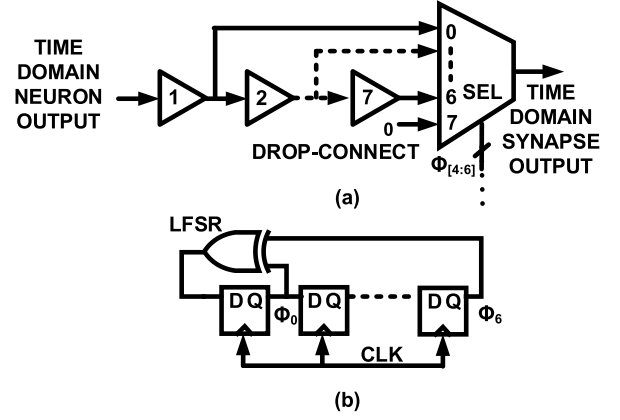 TIME
DOMAIN
NEURON
OUTPUT
1
2
7
0
6
7
SEL
0
DROP-CONNECT
Φ[4:6]
TIME
DOMAIN
SYNAPSE
OUTPUT
(a)
LFSR
D Q
Φ0
D Q
D Q
Φ6
CLK
(b)